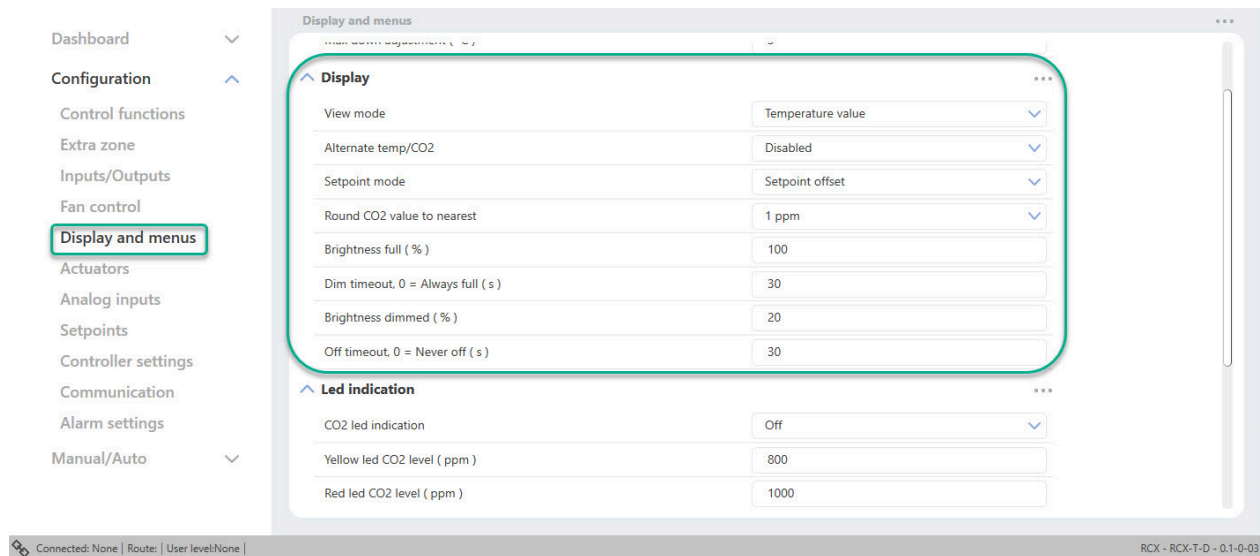 Display and menus
Dashboard
Configuration
Display
Control functions
View mode
Temperature value
Extra zone
Alternate temp/CO2
Disabled
Inputs/Outputs
Setpoint mode
Setpoint offset
Fan control
Round CO2 value to nearest
1 ppm
Display and menus
Brightness full ( % )
100
Actuators
Dim timeout, 0 = Always full ( s )
30
Analog inputs
Brightness dimmed ( % )
20
Setpoints
Off timeout, 0 = Never off ( s )
30
Controller settings
Communication
Led indication
Alarm settings
CO2 led indication
Off
Manual/Auto
Yellow led CO2 level ( ppm )
800
Red led CO2 level ( ppm )
1000
Connected: None | Route: | User level:None |
RCX - RCX-T-D - 0.1-0-03